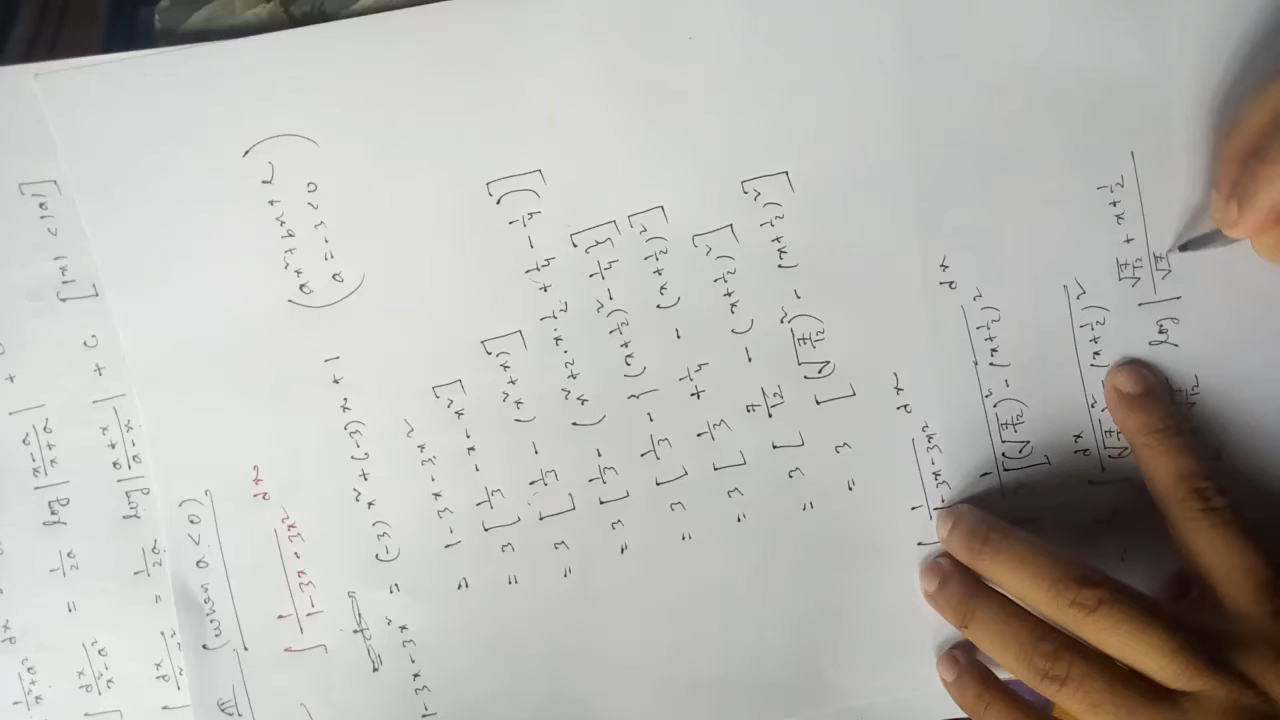 dx
∫ dx/(x²-a²) = 1/2a log|(x-a)/(x+a)| +
1/2a log|(a+x)/(a-x)| + C [|x| < |a|]
(when a < 0)
∫ 1/(1-3x-3x²) dx
1-3x-3x² = (-3)x² + (-3)x + 1 (ax²+bx+c a = -3 < 0)
= 1-3x-3x²
= 3 [1/3 - x - x²]
= 3 [1/3 - (x² + x)]
= 3 [1/3 - (x² + 2·x·1/2 + 1/4 - 1/4)]
= 3 [1/3 - {(x+1/2)² - 1/4}]
= 3 [1/3 + 1/4 - (x+1/2)²]
= 3 [7/12 - (x+1/2)²]
= 3 [(√7/12)² - (x+1/2)²]
∫ 1/(1-3x-3x²) dx
1/[(√7/12)² - (x+1/2)²] dx
dx/((√7/12)² - (x+1/2)²)
log|(√7/12 + x + 1/2)/√7